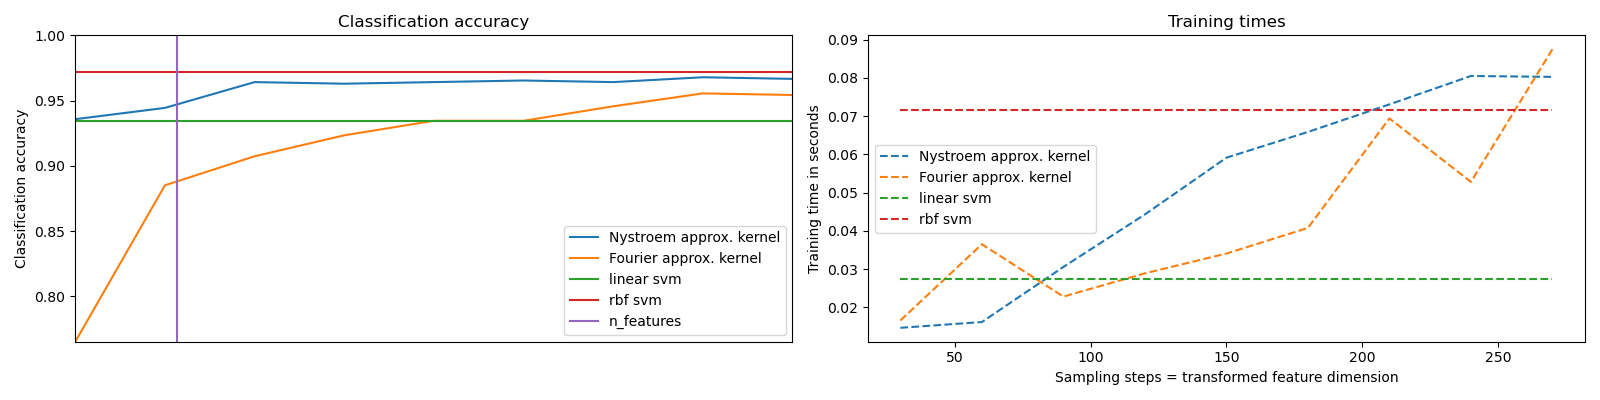 Classification accuracy
Classification accuracy
1.00
0.95
0.90
0.85
0.80
Nystroem approx. kernel
Fourier approx. kernel
linear svm
rbf svm
n_features
Training times
Training time in seconds
0.09
0.08
0.07
0.06
0.05
0.04
0.03
0.02
Nystroem approx. kernel
Fourier approx. kernel
linear svm
rbf svm
50 100 150 200 250
Sampling steps = transformed feature dimension